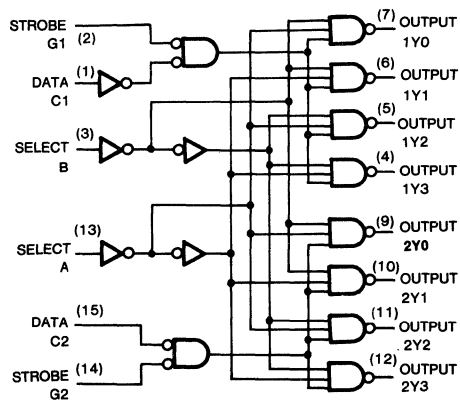 STROBE (2)
G1
DATA (1)
C1
SELECT (3)
B
SELECT (13)
A
DATA (15)
C2
STROBE (14)
G2
(7) OUTPUT
1Y0
(6) OUTPUT
1Y1
(5) OUTPUT
1Y2
(4) OUTPUT
1Y3
(9) OUTPUT
2Y0
(10) OUTPUT
2Y1
(11) OUTPUT
2Y2
(12) OUTPUT
2Y3